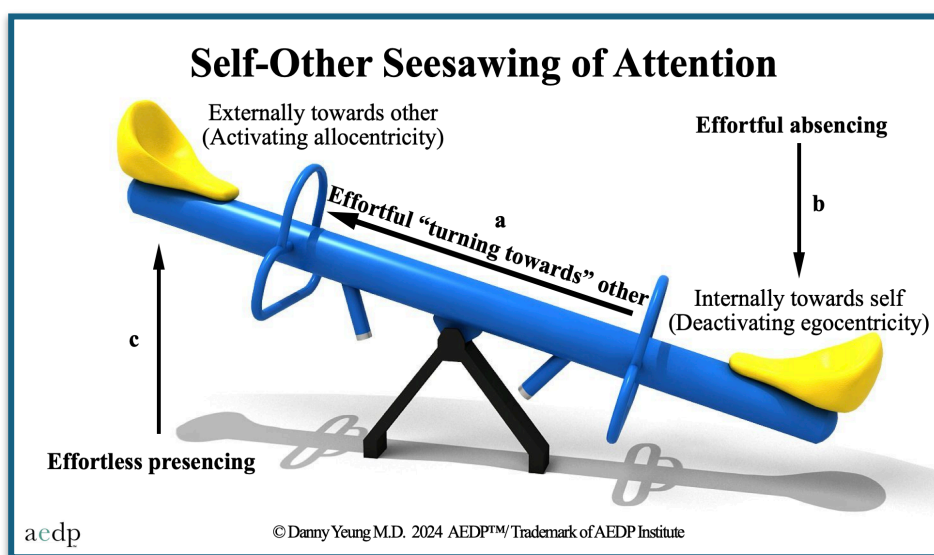 Self-Other Seesawing of Attention
Externally towards other
(Activating allocentricity)
Effortful absencing
a
Effortful “turning towards” other
b
Internally towards self
(Deactivating egocentricity)
c
Effortless presencing
aedp
© Danny Yeung M.D. 2024 AEDP™/ Trademark of AEDP Institute